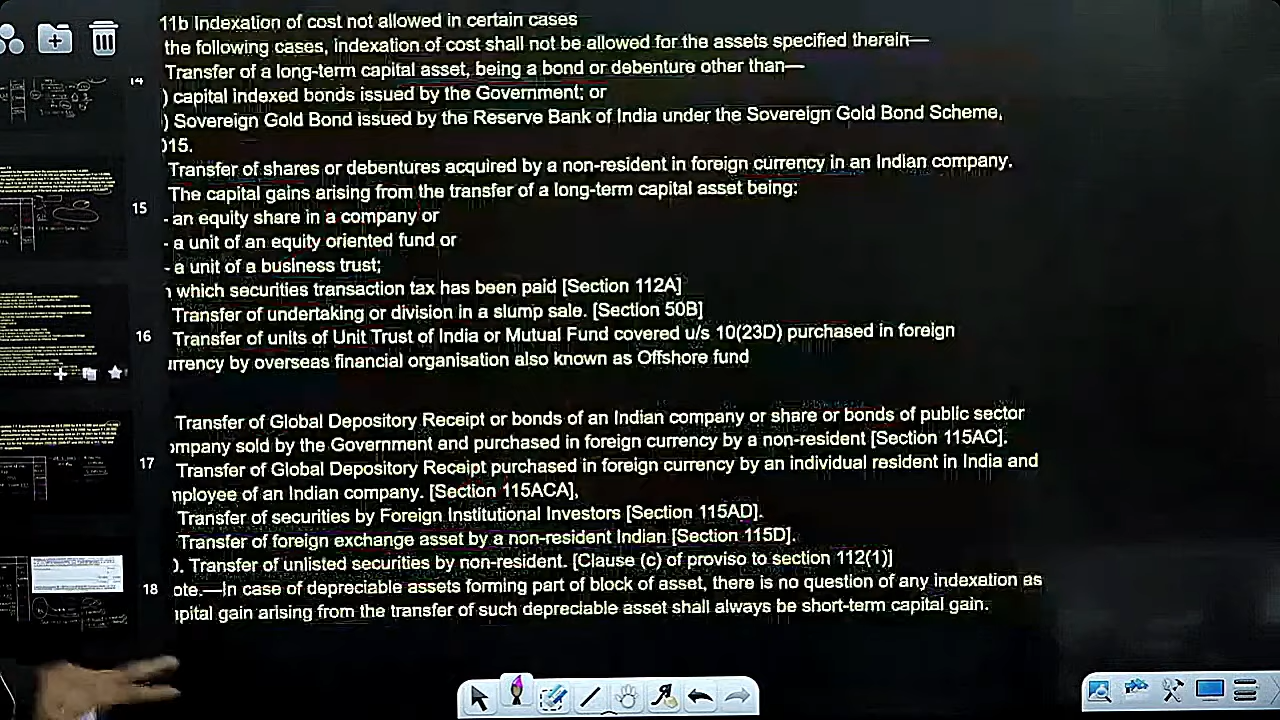 11b Indexation of cost not allowed in certain cases
the following cases, indexation of cost shall not be allowed for the assets specified therein—
Transfer of a long-term capital asset, being a bond or debenture other than—
) capital indexed bonds issued by the Government; or
) Sovereign Gold Bond issued by the Reserve Bank of India under the Sovereign Gold Bond Scheme,
015.
Transfer of shares or debentures acquired by a non-resident in foreign currency in an Indian company.
The capital gains arising from the transfer of a long-term capital asset being:
- an equity share in a company or
- a unit of an equity oriented fund or
- a unit of a business trust;
n which securities transaction tax has been paid [Section 112A]
Transfer of undertaking or division in a slump sale. [Section 50B]
Transfer of units of Unit Trust of India or Mutual Fund covered u/s 10(23D) purchased in foreign
urrency by overseas financial organisation also known as Offshore fund
Transfer of Global Depository Receipt or bonds of an Indian company or share or bonds of public sector
ompany sold by the Government and purchased in foreign currency by a non-resident [Section 115AC].
Transfer of Global Depository Receipt purchased in foreign currency by an individual resident in India and
mployee of an Indian company. [Section 115ACA],
Transfer of securities by Foreign Institutional Investors [Section 115AD].
Transfer of foreign exchange asset by a non-resident Indian [Section 115D].
0. Transfer of unlisted securities by non-resident. [Clause (c) of proviso to section 112(1)]
ote.—In case of depreciable assets forming part of block of asset, there is no question of any indexation as
apital gain arising from the transfer of such depreciable asset shall always be short-term capital gain.
14
15
16
17
18